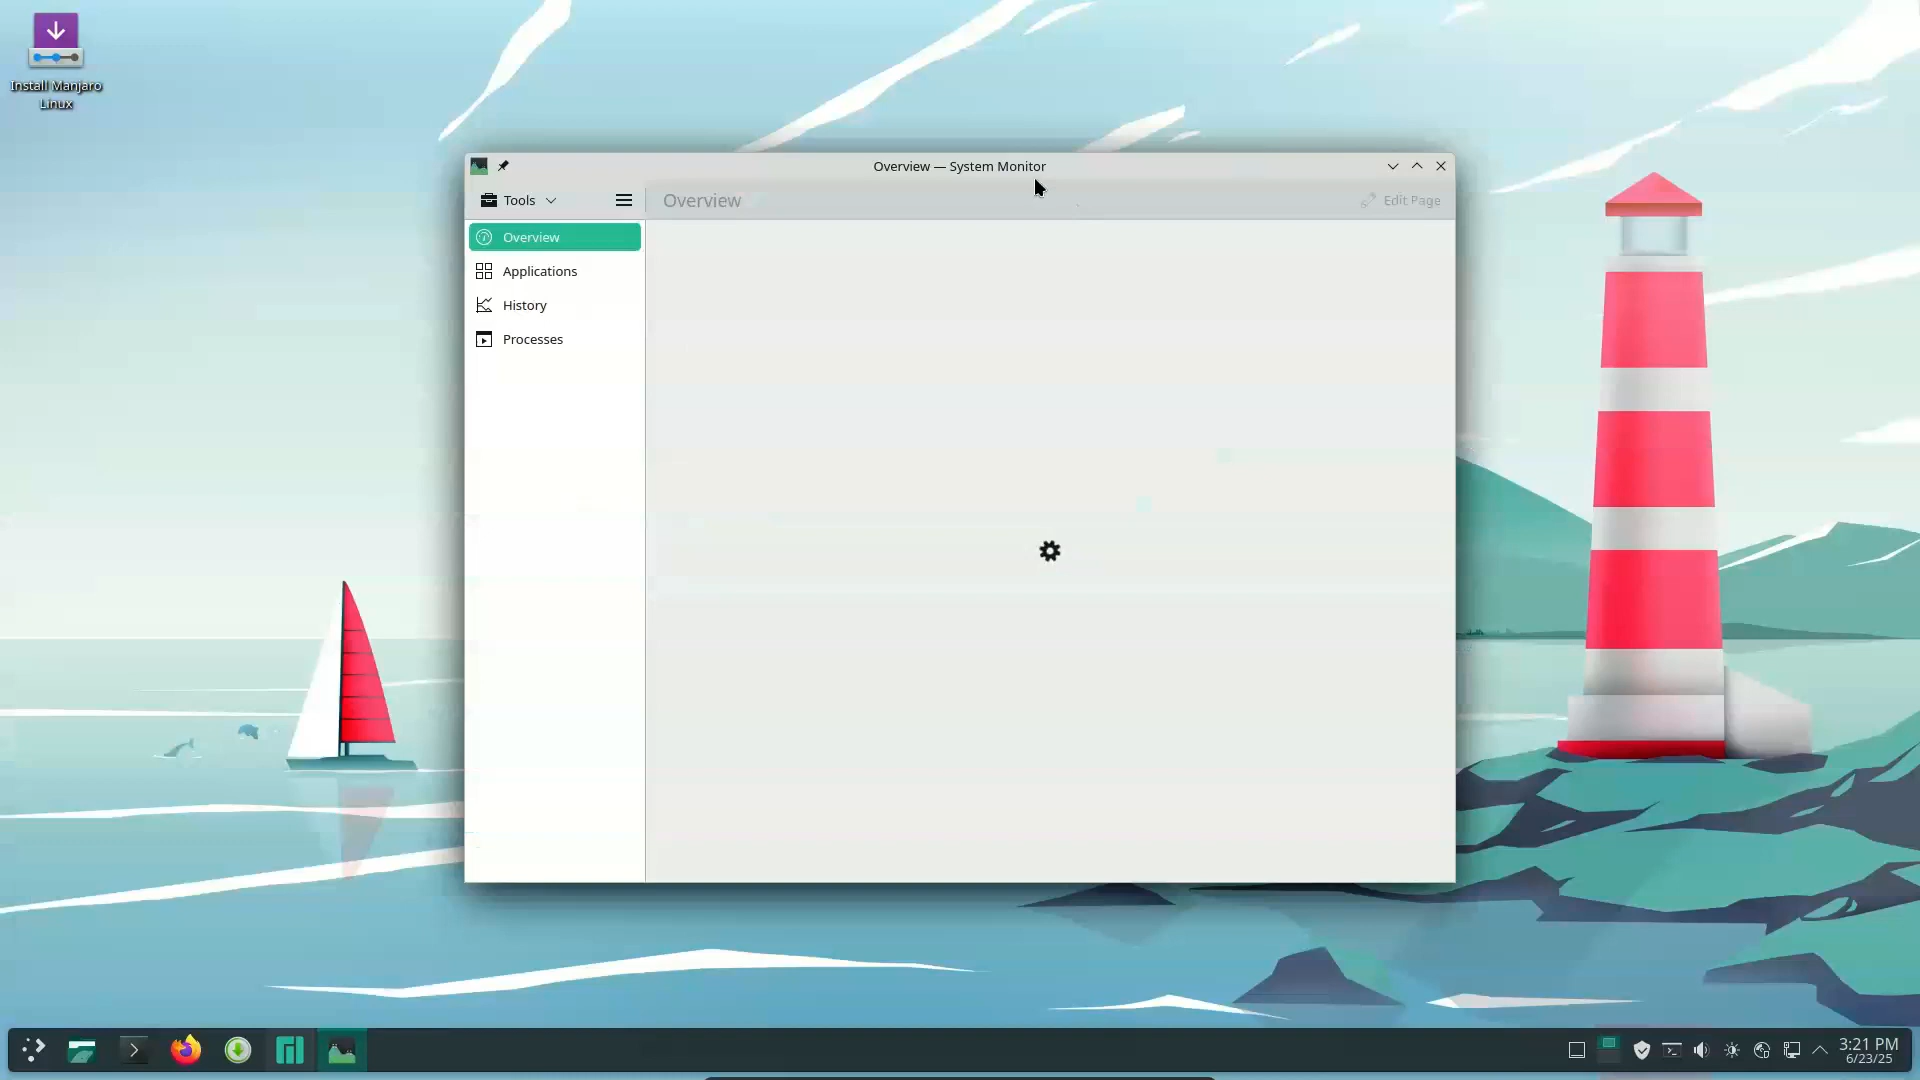 Install Manjaro
Linux
Overview — System Monitor
Tools
Overview
Edit Page
Overview
Applications
History
Processes
3:21 PM
6/23/25